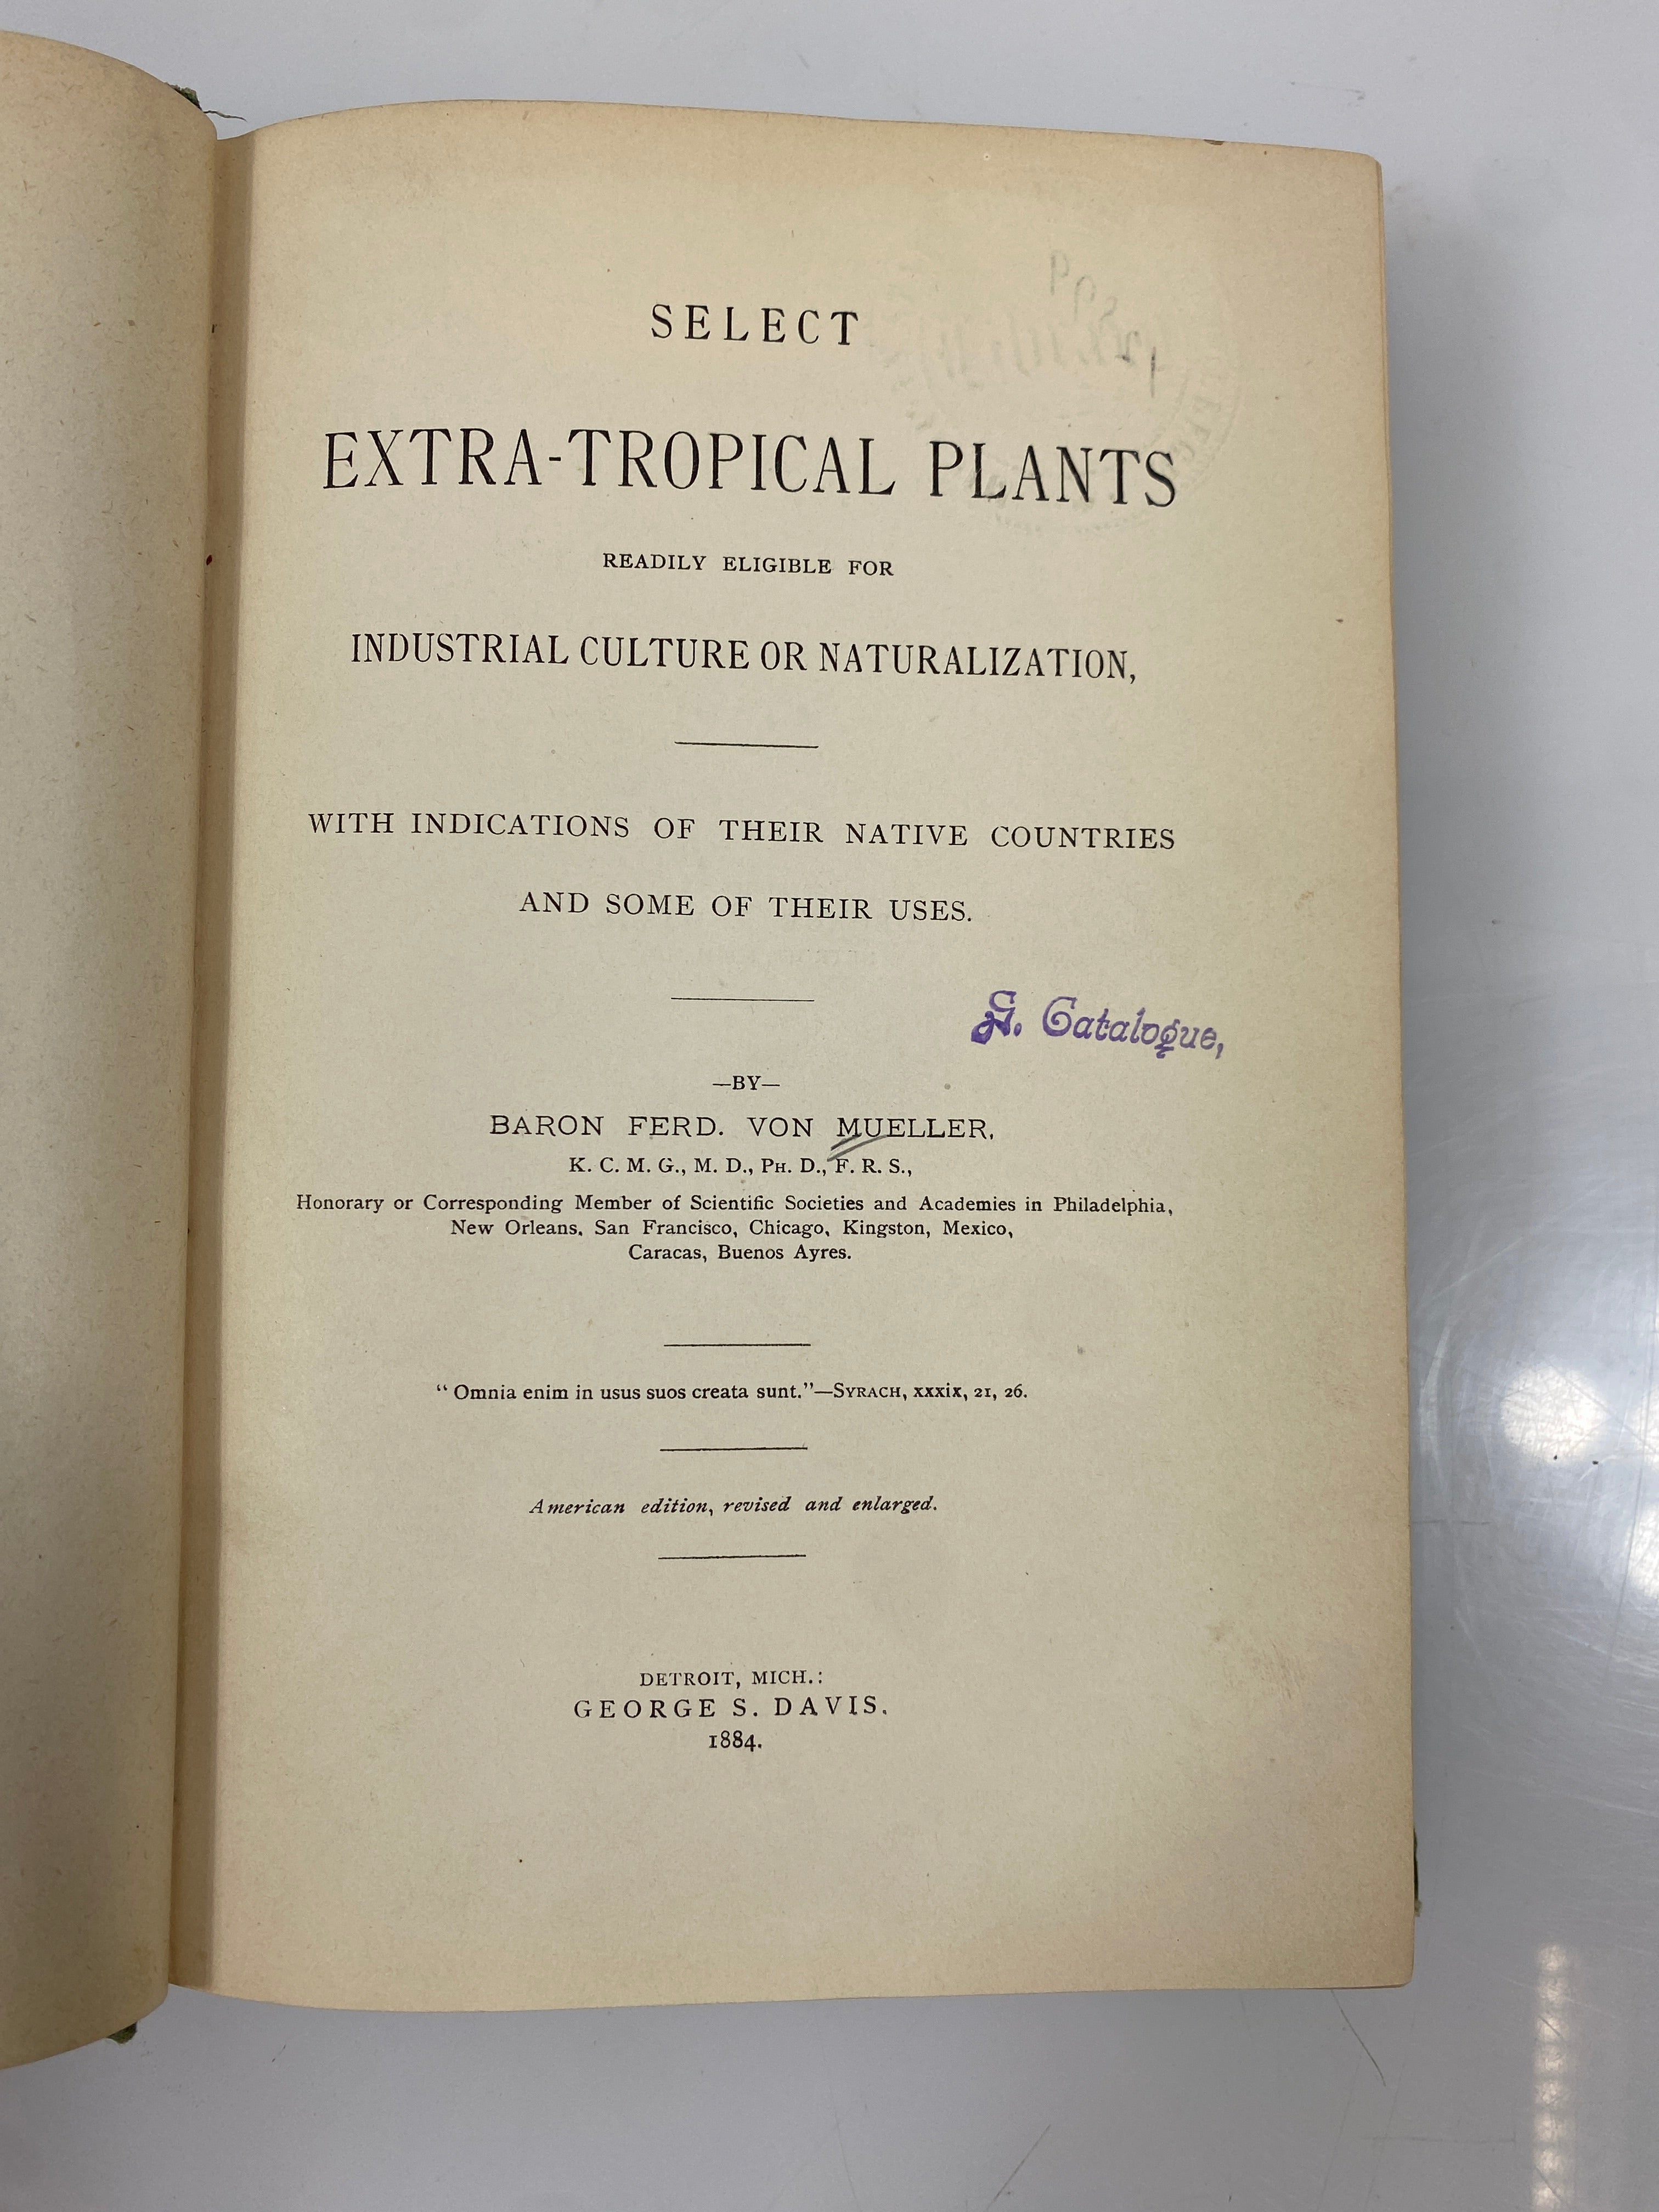 SELECT
EXTRA-TROPICAL PLANTS
READILY ELIGIBLE FOR
INDUSTRIAL CULTURE OR NATURALIZATION,
WITH INDICATIONS OF THEIR NATIVE COUNTRIES
AND SOME OF THEIR USES.
S. Catalogue,
—BY—
BARON FERD. VON MUELLER,
K. C. M. G., M. D., PH. D., F. R. S.,
Honorary or Corresponding Member of Scientific Societies and Academies in Philadelphia,
New Orleans, San Francisco, Chicago, Kingston, Mexico,
Caracas, Buenos Ayres.
“ Omnia enim in usus suos creata sunt.”—SYRACH, xxxix, 21, 26.
American edition, revised and enlarged.
DETROIT, MICH.:
GEORGE S. DAVIS.
1884.